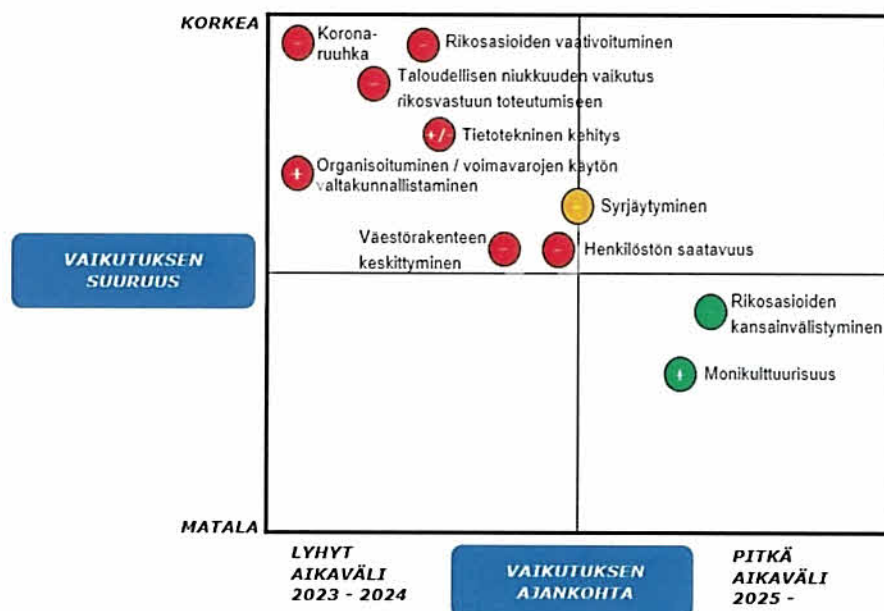 KORKEA
Korona-
ruuhka
Rikosasioiden vaativoituminen
Taloudellisen niukkuuden vaikutus
rikosvastuun toteutumiseen
+/-
Tietotekninen kehitys
+
Organisoituminen / voimavarojen käytön
valtakunnallistaminen
Syrjäytyminen
Väestörakenteen
keskittyminen
Henkilöstön saatavuus
VAIKUTUKSEN
SUURUUS
Rikosasioiden
kansainvälistyminen
+
Monikulttuurisuus
MATALA
LYHYT
AIKAVÄLI
2023 - 2024
VAIKUTUKSEN
AJANKOHTA
PITKÄ
AIKAVÄLI
2025 -